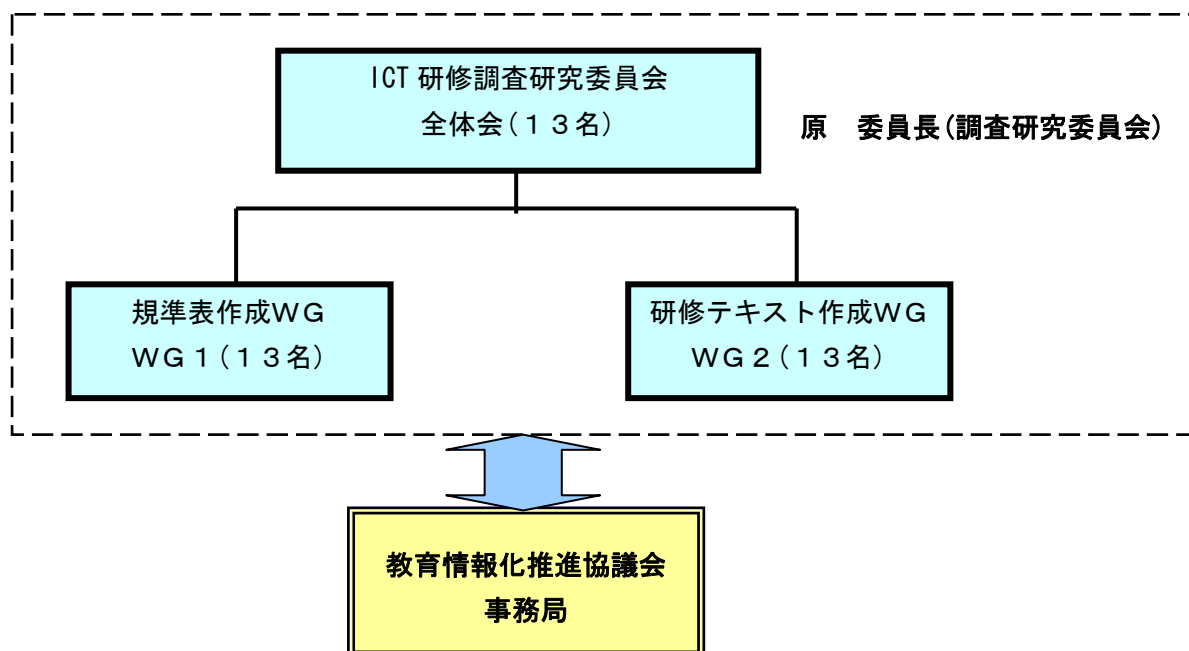 ICT 研修調査研究委員会
全体会(１３名)
原　委員長(調査研究委員会)
規準表作成ＷＧ
ＷＧ１(１３名)
研修テキスト作成ＷＧ
ＷＧ２(１３名)
教育情報化推進協議会
事務局